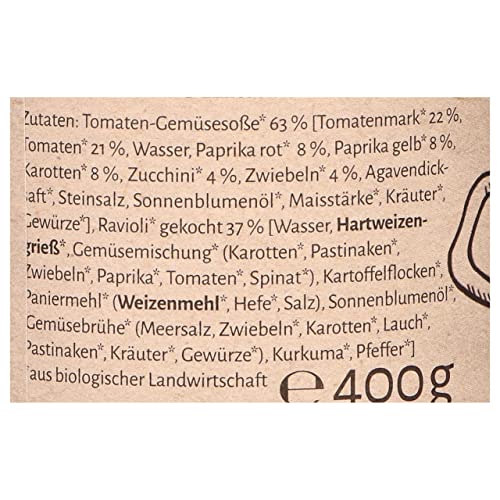 Zutaten: Tomaten-Gemüsesoße* 63 % [Tomatenmark* 22 %,
Tomaten* 21 %, Wasser, Paprika rot* 8 %, Paprika gelb* 8 %,
Karotten* 8 %, Zucchini* 4 %, Zwiebeln* 4 %, Agavendick-
saft*, Steinsalz, Sonnenblumenöl*, Maisstärke*, Kräuter*,
Gewürze*], Ravioli* gekocht 37 % [Wasser, Hartweizen-
grieß*, Gemüsemischung* (Karotten*, Pastinaken*,
Zwiebeln*, Paprika*, Tomaten*, Spinat*), Kartoffelflocken*,
Paniermehl* (Weizenmehl*, Hefe*, Salz), Sonnenblumenöl*,
Gemüsebrühe* (Meersalz, Zwiebeln*, Karotten*, Lauch*,
Pastinaken*, Kräuter*, Gewürze*), Kurkuma*, Pfeffer*]
*aus biologischer Landwirtschaft ℮ 400g